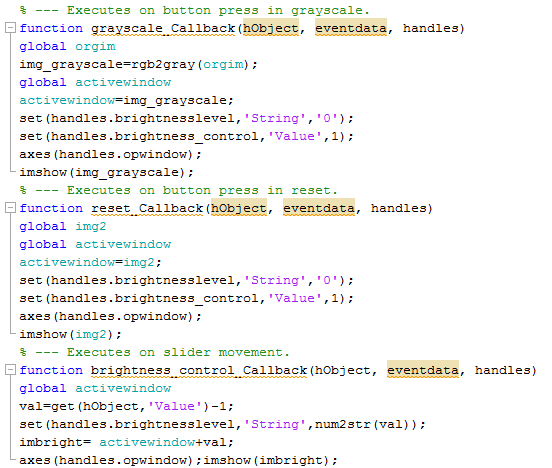 % --- Executes on button press in grayscale.
function grayscale_Callback(hObject, eventdata, handles)
global orgim
img_grayscale=rgb2gray(orgim);
global activewindow
activewindow=img_grayscale;
set(handles.brightnesslevel,'String','0');
set(handles.brightness_control,'Value',1);
axes(handles.opwindow);
imshow(img_grayscale);
% --- Executes on button press in reset.
function reset_Callback(hObject, eventdata, handles)
global img2
global activewindow
activewindow=img2;
set(handles.brightnesslevel,'String','0');
set(handles.brightness_control,'Value',1);
axes(handles.opwindow);
imshow(img2);
% --- Executes on slider movement.
function brightness_control_Callback(hObject, eventdata, handles)
global activewindow
val=get(hObject,'Value')-1;
set(handles.brightnesslevel,'String',num2str(val));
imbright= activewindow+val;
axes(handles.opwindow);imshow(imbright);